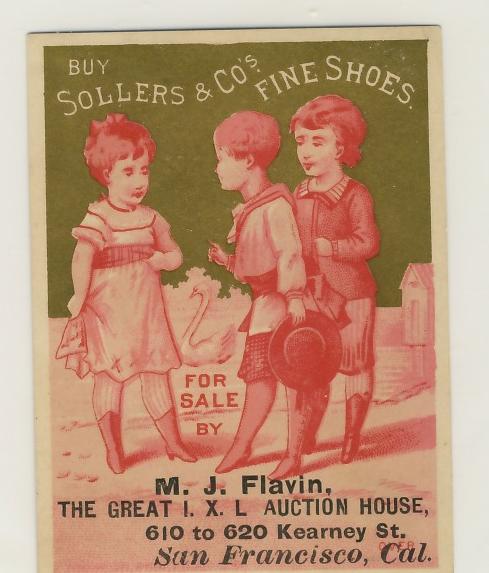 BUY
SOLLERS & CO'S FINE SHOES.
FOR
SALE
BY
M. J. Flavin,
THE GREAT I. X. L AUCTION HOUSE,
610 to 620 Kearney St.
OVER
San Francisco, Cal.